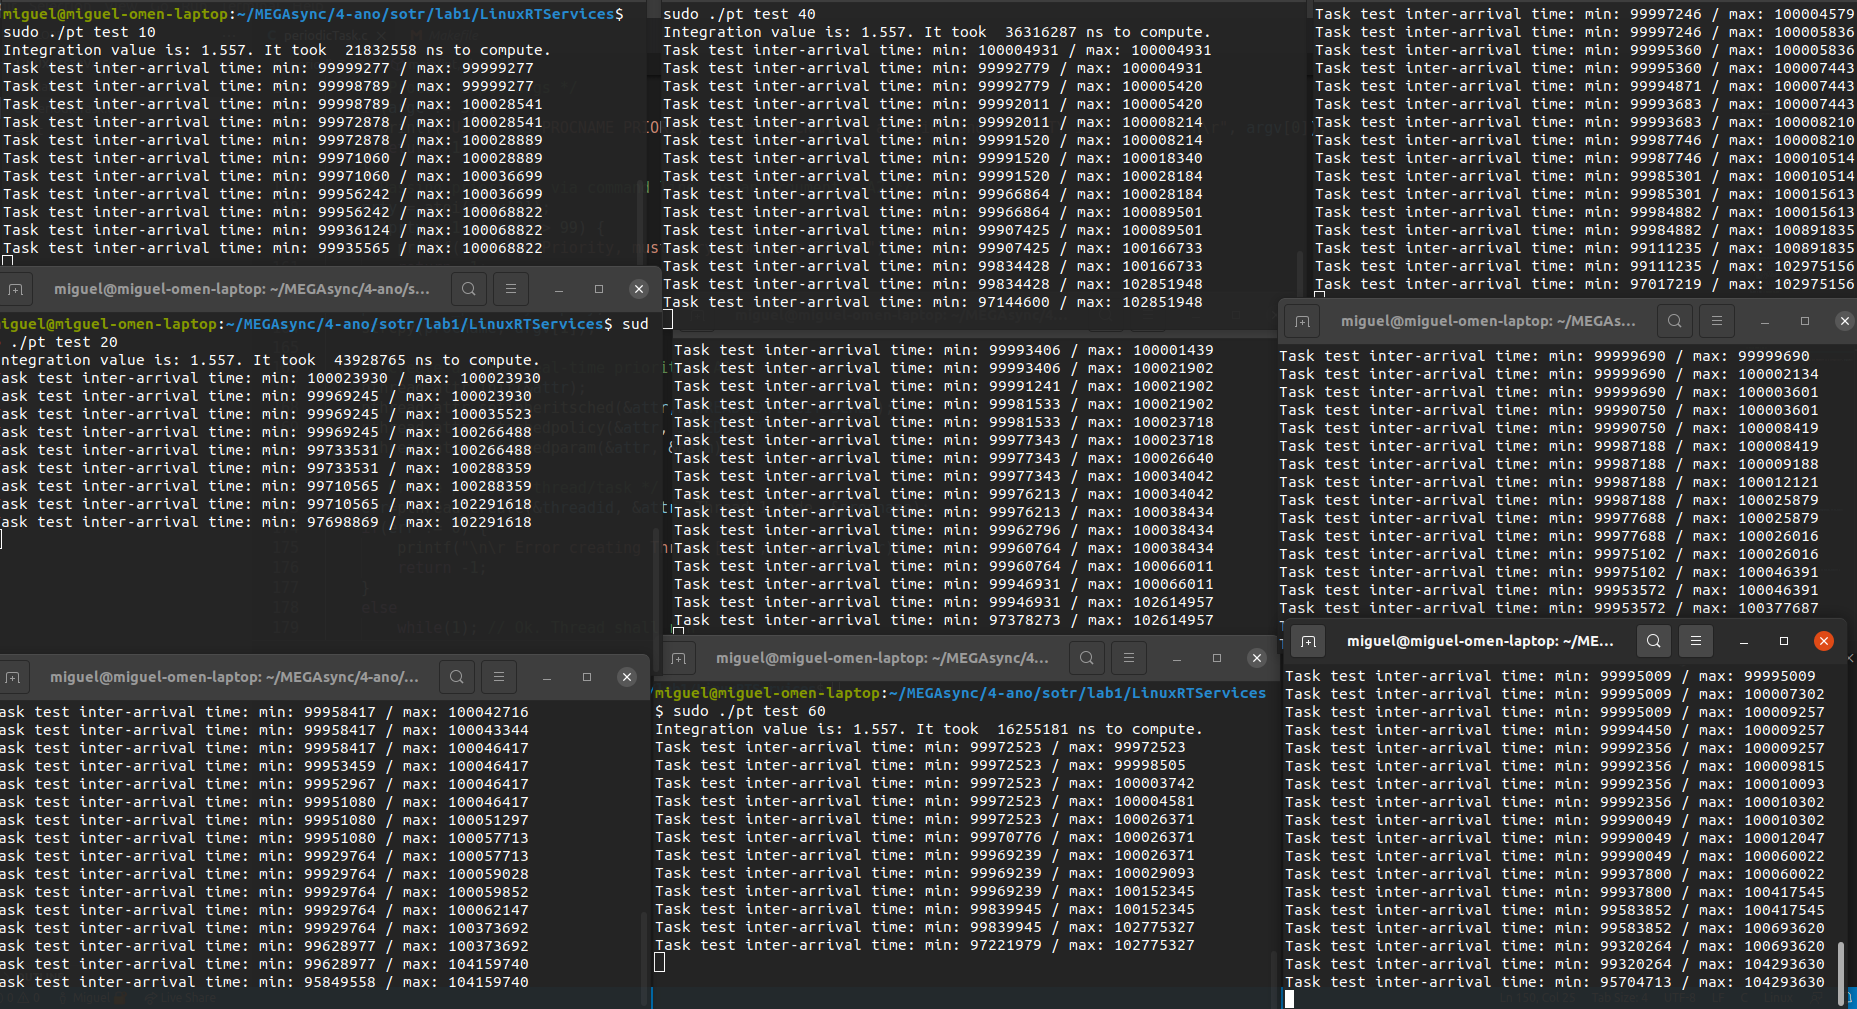 miguel@miguel-omen-laptop:~/MEGAsync/4-ano/sotr/lab1/LinuxRTServices$
sudo ./pt test 10
Integration value is: 1.557. It took  21832558 ns to compute.
Task test inter-arrival time: min: 99999277 / max: 99999277
Task test inter-arrival time: min: 99998789 / max: 99999277
Task test inter-arrival time: min: 99998789 / max: 100028541
Task test inter-arrival time: min: 99972878 / max: 100028541
Task test inter-arrival time: min: 99972878 / max: 100028889
Task test inter-arrival time: min: 99971060 / max: 100028889
Task test inter-arrival time: min: 99971060 / max: 100036699
Task test inter-arrival time: min: 99956242 / max: 100036699
Task test inter-arrival time: min: 99956242 / max: 100068822
Task test inter-arrival time: min: 99936124 / max: 100068822
Task test inter-arrival time: min: 99935565 / max: 100068822
miguel@miguel-omen-laptop: ~/MEGAsync/4-ano/s...
iguel@miguel-omen-laptop:~/MEGAsync/4-ano/sotr/lab1/LinuxRTServices$ sud
./pt test 20
ntegration value is: 1.557. It took  43928765 ns to compute.
ask test inter-arrival time: min: 100023930 / max: 100023930
ask test inter-arrival time: min: 99969245 / max: 100023930
ask test inter-arrival time: min: 99969245 / max: 100035523
ask test inter-arrival time: min: 99969245 / max: 100266488
ask test inter-arrival time: min: 99733531 / max: 100266488
ask test inter-arrival time: min: 99733531 / max: 100288359
ask test inter-arrival time: min: 99710565 / max: 100288359
ask test inter-arrival time: min: 99710565 / max: 102291618
ask test inter-arrival time: min: 97698869 / max: 102291618
175 printf("\n\r Error creating Thr
176 return -1;
177 }
178 else
179 while(1); // Ok. Thread shal
miguel@miguel-omen-laptop: ~/MEGAsync/4-ano/...
ask test inter-arrival time: min: 99958417 / max: 100042716
ask test inter-arrival time: min: 99958417 / max: 100043344
ask test inter-arrival time: min: 99958417 / max: 100046417
ask test inter-arrival time: min: 99953459 / max: 100046417
ask test inter-arrival time: min: 99952967 / max: 100046417
ask test inter-arrival time: min: 99951080 / max: 100046417
ask test inter-arrival time: min: 99951080 / max: 100051297
ask test inter-arrival time: min: 99951080 / max: 100057713
ask test inter-arrival time: min: 99929764 / max: 100057713
ask test inter-arrival time: min: 99929764 / max: 100059028
ask test inter-arrival time: min: 99929764 / max: 100059852
ask test inter-arrival time: min: 99929764 / max: 100062147
ask test inter-arrival time: min: 99929764 / max: 100373692
ask test inter-arrival time: min: 99628977 / max: 100373692
ask test inter-arrival time: min: 99628977 / max: 104159740
ask test inter-arrival time: min: 95849558 / max: 104159740
sudo ./pt test 40
Integration value is: 1.557. It took  36316287 ns to compute.
Task test inter-arrival time: min: 100004931 / max: 100004931
Task test inter-arrival time: min: 99992779 / max: 100004931
Task test inter-arrival time: min: 99992779 / max: 100005420
Task test inter-arrival time: min: 99992011 / max: 100005420
Task test inter-arrival time: min: 99992011 / max: 100008214
Task test inter-arrival time: min: 99991520 / max: 100008214
Task test inter-arrival time: min: 99991520 / max: 100018340
Task test inter-arrival time: min: 99991520 / max: 100028184
Task test inter-arrival time: min: 99966864 / max: 100028184
Task test inter-arrival time: min: 99966864 / max: 100089501
Task test inter-arrival time: min: 99907425 / max: 100089501
Task test inter-arrival time: min: 99907425 / max: 100166733
Task test inter-arrival time: min: 99834428 / max: 100166733
Task test inter-arrival time: min: 99834428 / max: 102851948
Task test inter-arrival time: min: 97144600 / max: 102851948
Task test inter-arrival time: min: 99993406 / max: 100001439
Task test inter-arrival time: min: 99993406 / max: 100021902
Task test inter-arrival time: min: 99991241 / max: 100021902
Task test inter-arrival time: min: 99981533 / max: 100021902
Task test inter-arrival time: min: 99981533 / max: 100023718
Task test inter-arrival time: min: 99977343 / max: 100023718
Task test inter-arrival time: min: 99977343 / max: 100026640
Task test inter-arrival time: min: 99977343 / max: 100034042
Task test inter-arrival time: min: 99976213 / max: 100034042
Task test inter-arrival time: min: 99976213 / max: 100038434
Task test inter-arrival time: min: 99962796 / max: 100038434
Task test inter-arrival time: min: 99960764 / max: 100038434
Task test inter-arrival time: min: 99960764 / max: 100066011
Task test inter-arrival time: min: 99946931 / max: 100066011
Task test inter-arrival time: min: 99946931 / max: 102614957
Task test inter-arrival time: min: 97378273 / max: 102614957
miguel@miguel-omen-laptop: ~/MEGAsync/4...
miguel@miguel-omen-laptop:~/MEGAsync/4-ano/sotr/lab1/LinuxRTServices
$ sudo ./pt test 60
Integration value is: 1.557. It took  16255181 ns to compute.
Task test inter-arrival time: min: 99972523 / max: 99972523
Task test inter-arrival time: min: 99972523 / max: 99998505
Task test inter-arrival time: min: 99972523 / max: 100003742
Task test inter-arrival time: min: 99972523 / max: 100004581
Task test inter-arrival time: min: 99972523 / max: 100026371
Task test inter-arrival time: min: 99970776 / max: 100026371
Task test inter-arrival time: min: 99969239 / max: 100026371
Task test inter-arrival time: min: 99969239 / max: 100029093
Task test inter-arrival time: min: 99969239 / max: 100152345
Task test inter-arrival time: min: 99839945 / max: 100152345
Task test inter-arrival time: min: 99839945 / max: 102775327
Task test inter-arrival time: min: 97221979 / max: 102775327
Task test inter-arrival time: min: 99997246 / max: 100004579
Task test inter-arrival time: min: 99997246 / max: 100005836
Task test inter-arrival time: min: 99995360 / max: 100005836
Task test inter-arrival time: min: 99995360 / max: 100007443
Task test inter-arrival time: min: 99994871 / max: 100007443
Task test inter-arrival time: min: 99993683 / max: 100007443
Task test inter-arrival time: min: 99993683 / max: 100008210
Task test inter-arrival time: min: 99987746 / max: 100008210
Task test inter-arrival time: min: 99987746 / max: 100010514
Task test inter-arrival time: min: 99985301 / max: 100010514
Task test inter-arrival time: min: 99985301 / max: 100015613
Task test inter-arrival time: min: 99984882 / max: 100015613
Task test inter-arrival time: min: 99984882 / max: 100891835
Task test inter-arrival time: min: 99111235 / max: 100891835
Task test inter-arrival time: min: 99111235 / max: 102975156
Task test inter-arrival time: min: 97017219 / max: 102975156
miguel@miguel-omen-laptop: ~/MEGAs...
Task test inter-arrival time: min: 99999690 / max: 99999690
Task test inter-arrival time: min: 99999690 / max: 100002134
Task test inter-arrival time: min: 99999690 / max: 100003601
Task test inter-arrival time: min: 99990750 / max: 100003601
Task test inter-arrival time: min: 99990750 / max: 100008419
Task test inter-arrival time: min: 99987188 / max: 100008419
Task test inter-arrival time: min: 99987188 / max: 100009188
Task test inter-arrival time: min: 99987188 / max: 100012121
Task test inter-arrival time: min: 99987188 / max: 100025879
Task test inter-arrival time: min: 99977688 / max: 100025879
Task test inter-arrival time: min: 99977688 / max: 100026016
Task test inter-arrival time: min: 99975102 / max: 100026016
Task test inter-arrival time: min: 99975102 / max: 100046391
Task test inter-arrival time: min: 99953572 / max: 100046391
Task test inter-arrival time: min: 99953572 / max: 100377687
miguel@miguel-omen-laptop: ~/ME...
Task test inter-arrival time: min: 99995009 / max: 99995009
Task test inter-arrival time: min: 99995009 / max: 100007302
Task test inter-arrival time: min: 99995009 / max: 100009257
Task test inter-arrival time: min: 99994450 / max: 100009257
Task test inter-arrival time: min: 99992356 / max: 100009257
Task test inter-arrival time: min: 99992356 / max: 100009815
Task test inter-arrival time: min: 99992356 / max: 100010093
Task test inter-arrival time: min: 99992356 / max: 100010302
Task test inter-arrival time: min: 99990049 / max: 100010302
Task test inter-arrival time: min: 99990049 / max: 100012047
Task test inter-arrival time: min: 99990049 / max: 100060022
Task test inter-arrival time: min: 99937800 / max: 100060022
Task test inter-arrival time: min: 99937800 / max: 100417545
Task test inter-arrival time: min: 99583852 / max: 100417545
Task test inter-arrival time: min: 99583852 / max: 100693620
Task test inter-arrival time: min: 99320264 / max: 100693620
Task test inter-arrival time: min: 99320264 / max: 104293630
Task test inter-arrival time: min: 95704713 / max: 104293630